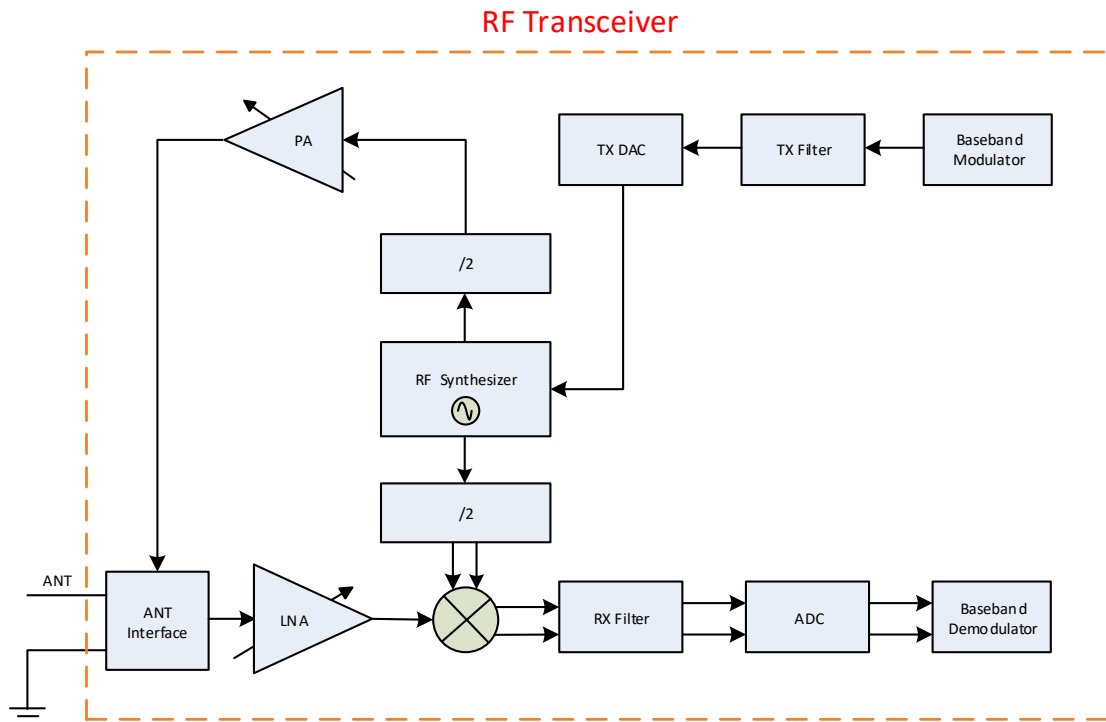 RF Transceiver
PA
TX DAC
TX Filter
Baseband
Modulator
/2
RF Synthesizer
/2
ANT
ANT
Interface
LNA
RX Filter
ADC
Baseband
Demodulator